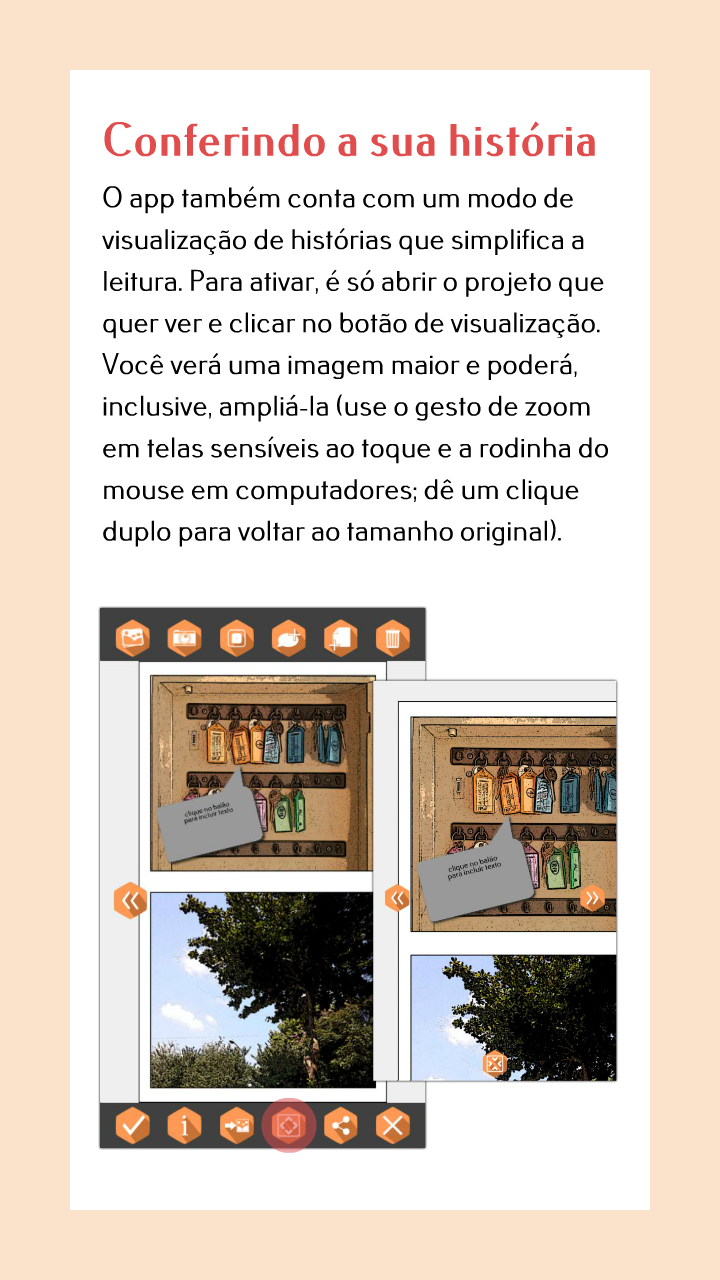 Conferindo a sua história
O app também conta com um modo de
visualização de histórias que simplifica a
leitura. Para ativar, é só abrir o projeto que
quer ver e clicar no botão de visualização.
Você verá uma imagem maior e poderá,
inclusive, ampliá-la (use o gesto de zoom
em telas sensíveis ao toque e a rodinha do
mouse em computadores; dê um clique
duplo para voltar ao tamanho original).
clique no balão
para incluir texto
clique no balão
para incluir texto